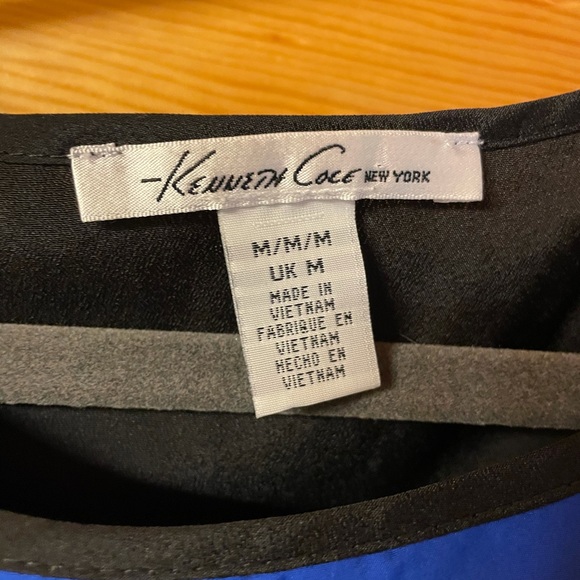 -Kenneth Cole NEW YORK
M/M/M
UK M
MADE IN
VIETNAM
FABRIQUE EN
VIETNAM
HECHO EN
VIETNAM